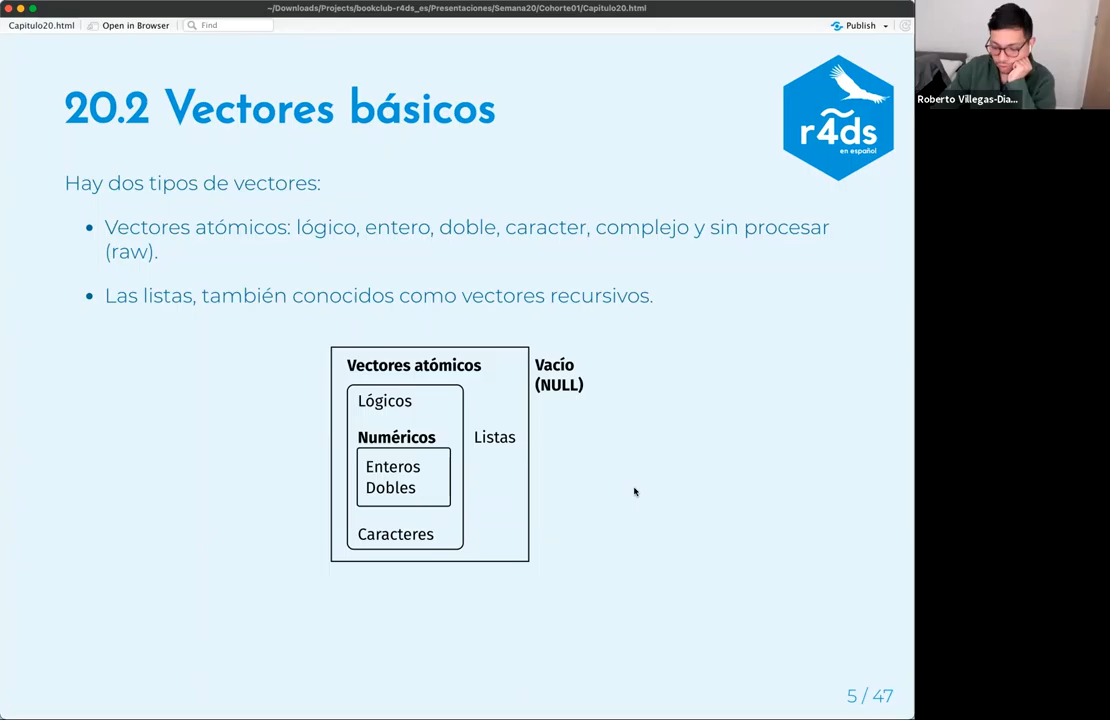 ~/Downloads/Projects/bookclub-r4ds_es/Presentaciones/Semana20/Cohorte01/Capitulo20.html
Capitulo20.html
Open in Browser
Find
Publish
20.2 Vectores básicos
r4ds
en español
Hay dos tipos de vectores:
• Vectores atómicos: lógico, entero, doble, caracter, complejo y sin procesar
(raw).
• Las listas, también conocidos como vectores recursivos.
Vectores atómicos
Lógicos
Numéricos
Enteros
Dobles
Caracteres
Listas
Vacío
(NULL)
5 / 47
Roberto Villegas-Dia...